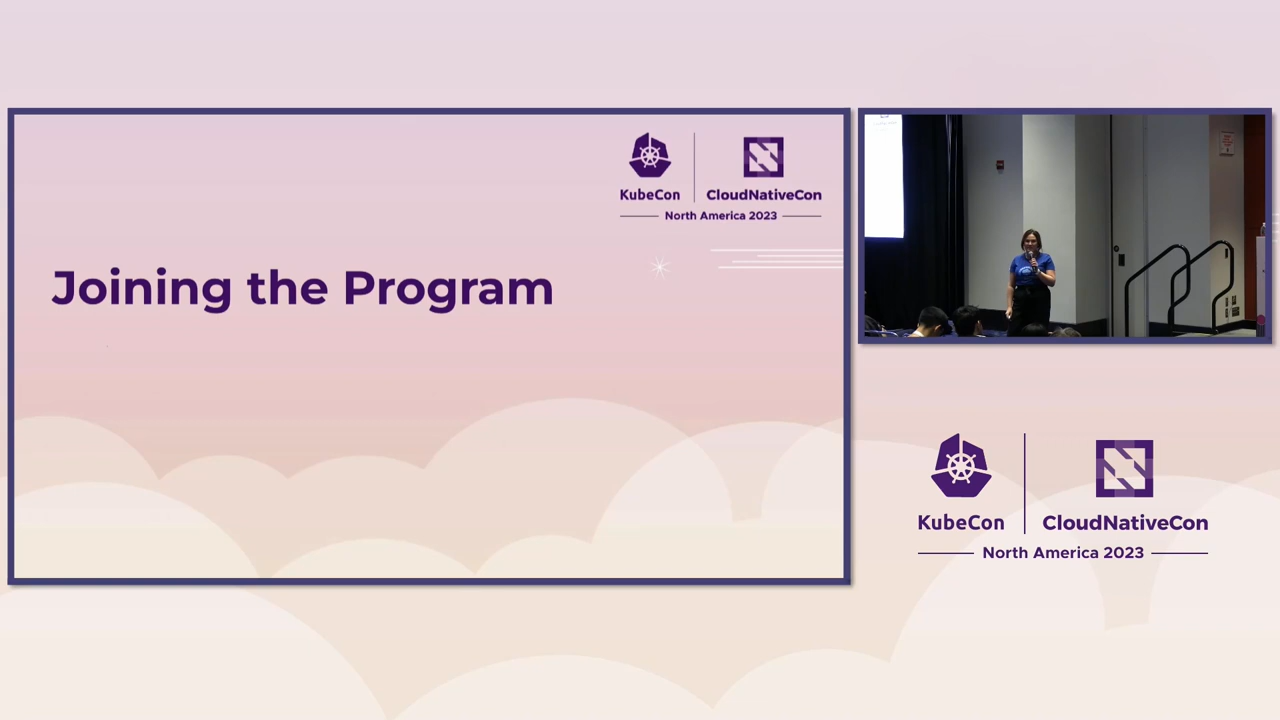 KubeCon
CloudNativeCon
North America 2023
Joining the Program
KubeCon
CloudNativeCon
North America 2023